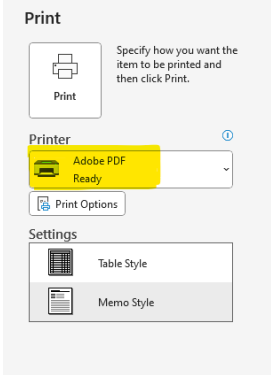 Print
Print
Specify how you want the
item to be printed and
then click Print.
Printer
Adobe PDF
Ready
Print Options
Settings
Table Style
Memo Style